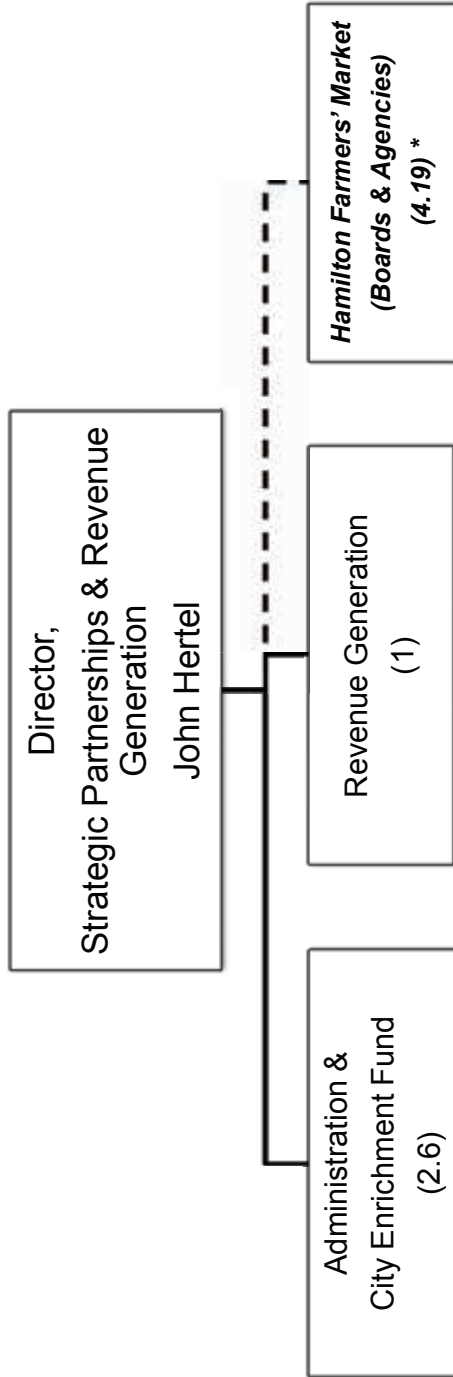 Director,
Strategic Partnerships & Revenue
Generation
John Hertel
Administration &
City Enrichment Fund
(2.6)
Revenue Generation
(1)
Hamilton Farmers’ Market
(Boards & Agencies)
(4.19) *